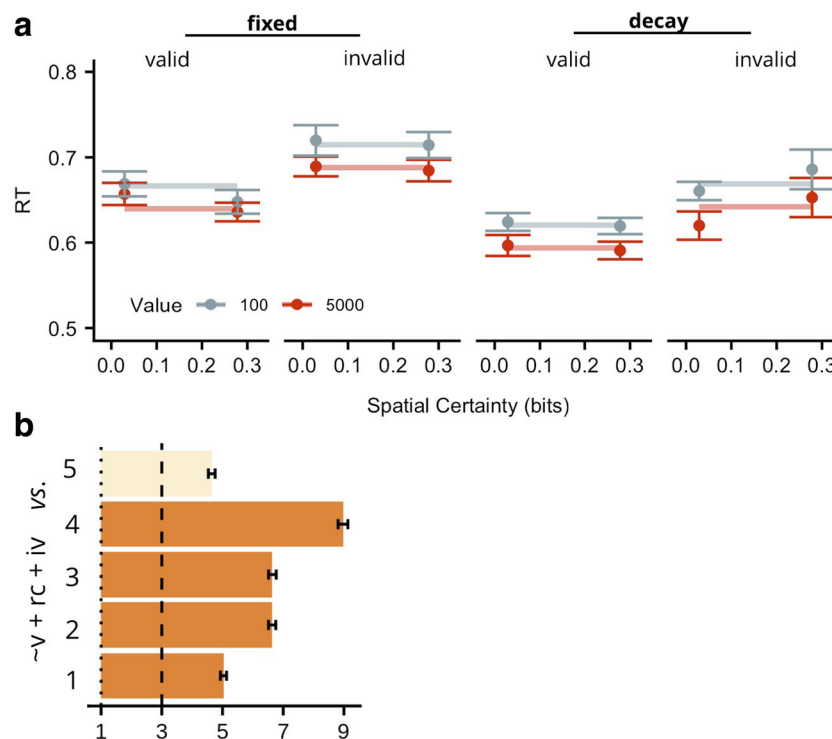 a
fixed
decay
valid
invalid
valid
invalid
0.8
0.7
0.6
0.5
RT
Value 100 5000
0.0 0.1 0.2 0.3 0.0 0.1 0.2 0.3 0.0 0.1 0.2 0.3 0.0 0.1 0.2 0.3
Spatial Certainty (bits)
b
~v + rc + iv vs.
5
4
3
2
1
1 3 5 7 9